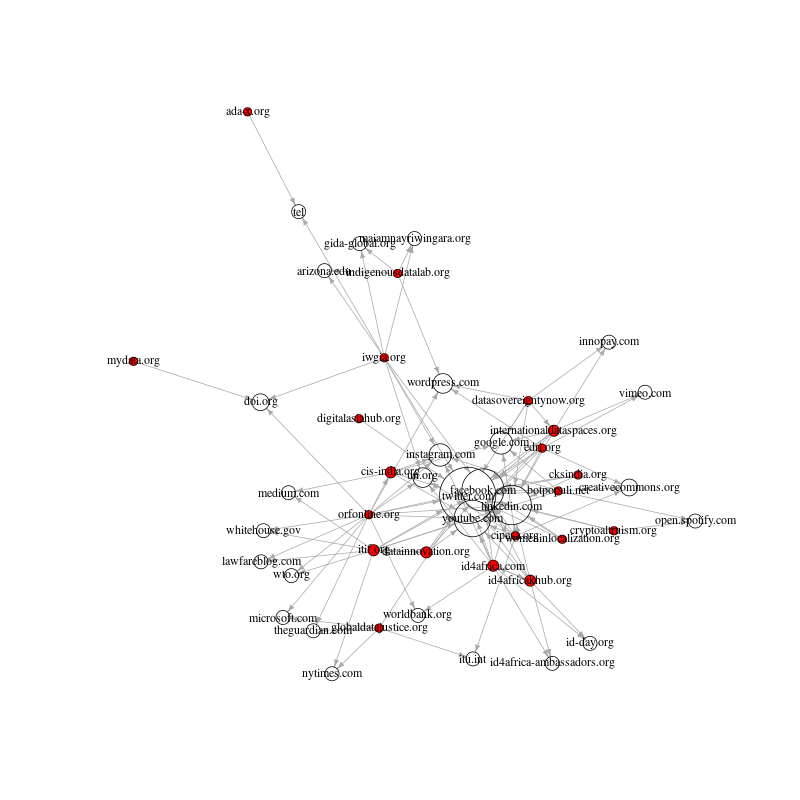 ada-x.org
tel
maiamnayriwingara.org
gida-global.org
arizona.edu
indigenousdatalab.org
innopay.com
iwgia.org
mydata.org
wordpress.com
vimeo.com
doi.org
datasovereigntynow.org
digitalasiahub.org
internationaldataspaces.org
google.com
edri.org
instagram.com
cis-india.org
un.org
cksindia.org
creativecommons.org
medium.com
facebook.com
botpopuli.net
twitter.com
linkedin.com
orfonline.org
youtube.com
open.spotify.com
whitehouse.gov
cipesa.org
cryptoaltruism.org
womeninlocalization.org
itif.org
datainnovation.org
lawfareblog.com
id4africa.com
wto.org
id4africakhub.org
worldbank.org
microsoft.com
theguardian.com
globaldatajustice.org
id-day.org
itu.int
id4africa-ambassadors.org
nytimes.com